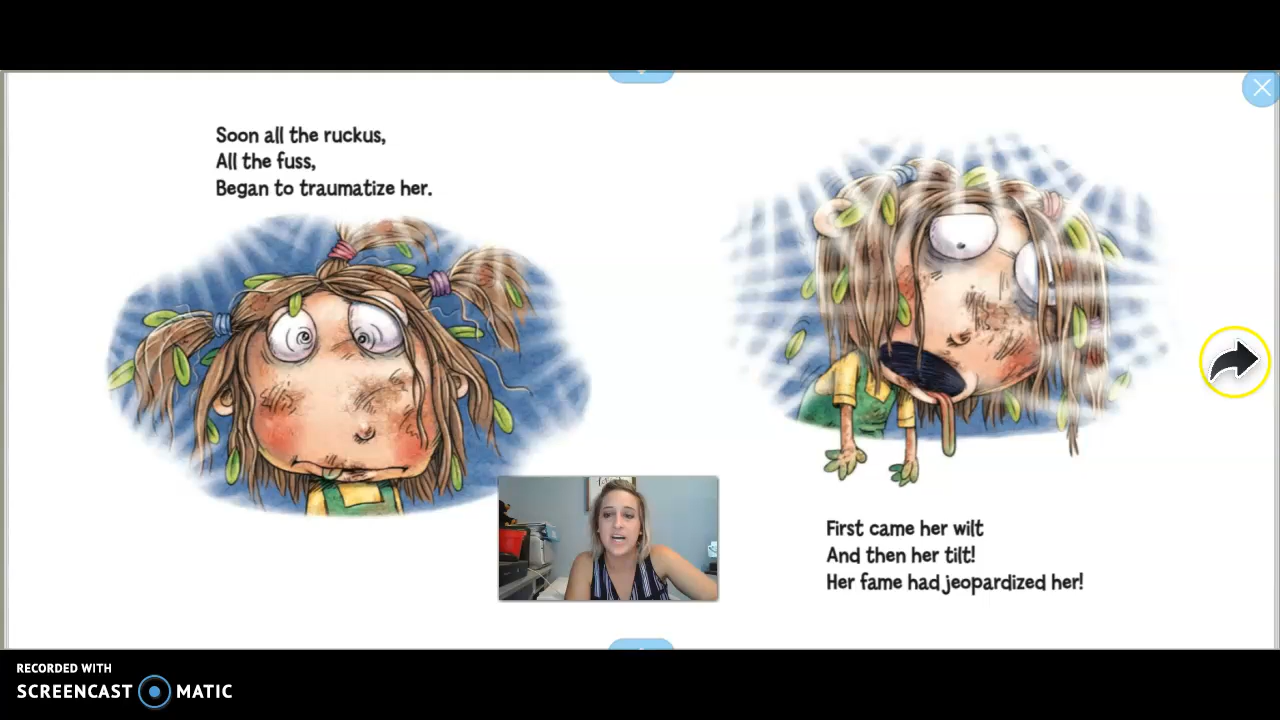 Soon all the ruckus,
All the fuss,
Began to traumatize her.
First came her wilt
And then her tilt!
Her fame had jeopardized her!
RECORDED WITH
SCREENCAST MATIC